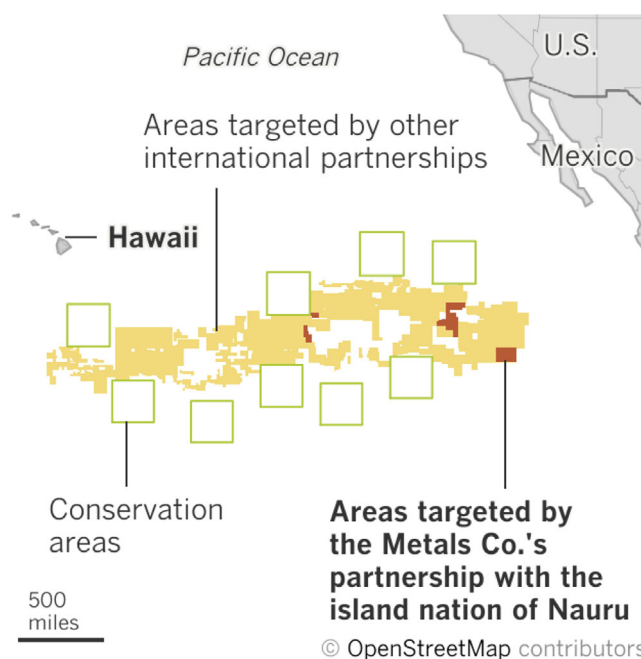 U.S.
Pacific Ocean
Areas targeted by other
international partnerships
Mexico
Hawaii
Conservation
areas
Areas targeted by
the Metals Co.'s
partnership with the
island nation of Nauru
500
miles
© OpenStreetMap contributors